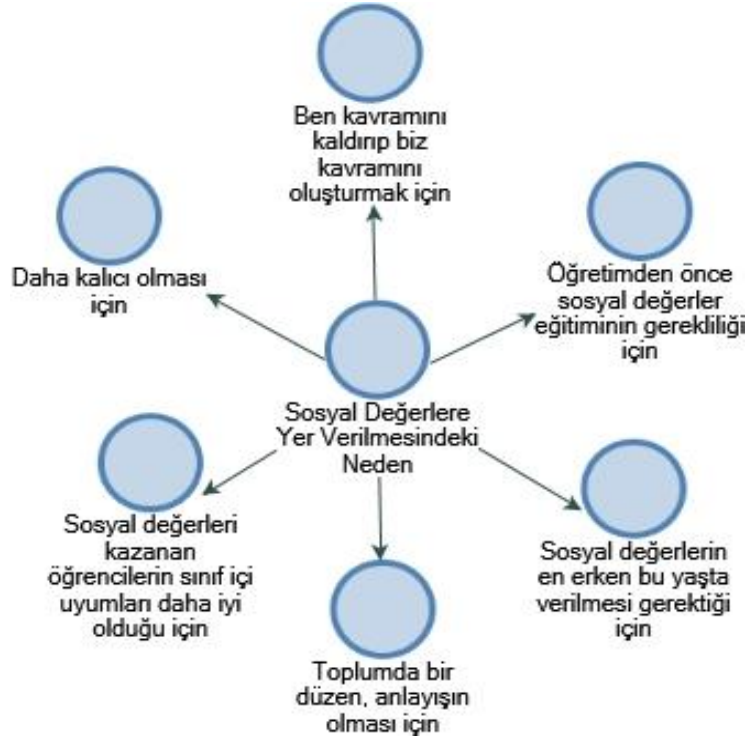 Ben kavramını
kaldırıp biz
kavramını
oluşturmak için
Daha kalıcı olması
için
Öğretimden önce
sosyal değerler
eğitiminin gerekliliği
için
Sosyal Değerlere
Yer Verilmesindeki
Neden
Sosyal değerleri
kazanan
öğrencilerin sınıf içi
uyumları daha iyi
olduğu için
Sosyal değerlerin
en erken bu yaşta
verilmesi gerektiği
için
Toplumda bir
düzen, anlayışın
olması için